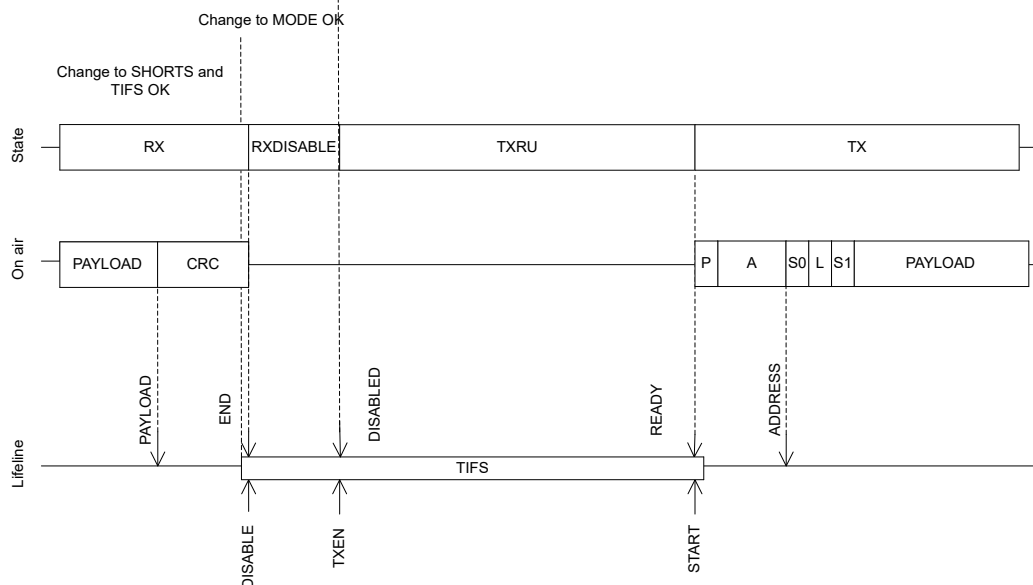 Change to MODE OK
Change to SHORTS and
TIFS OK
State
RX
RXDISABLE
TXRU
TX
On air
PAYLOAD
CRC
P
A
S0
L
S1
PAYLOAD
PAYLOAD
END
DISABLED
READY
ADDRESS
Lifeline
TIFS
DISABLE
TXEN
START